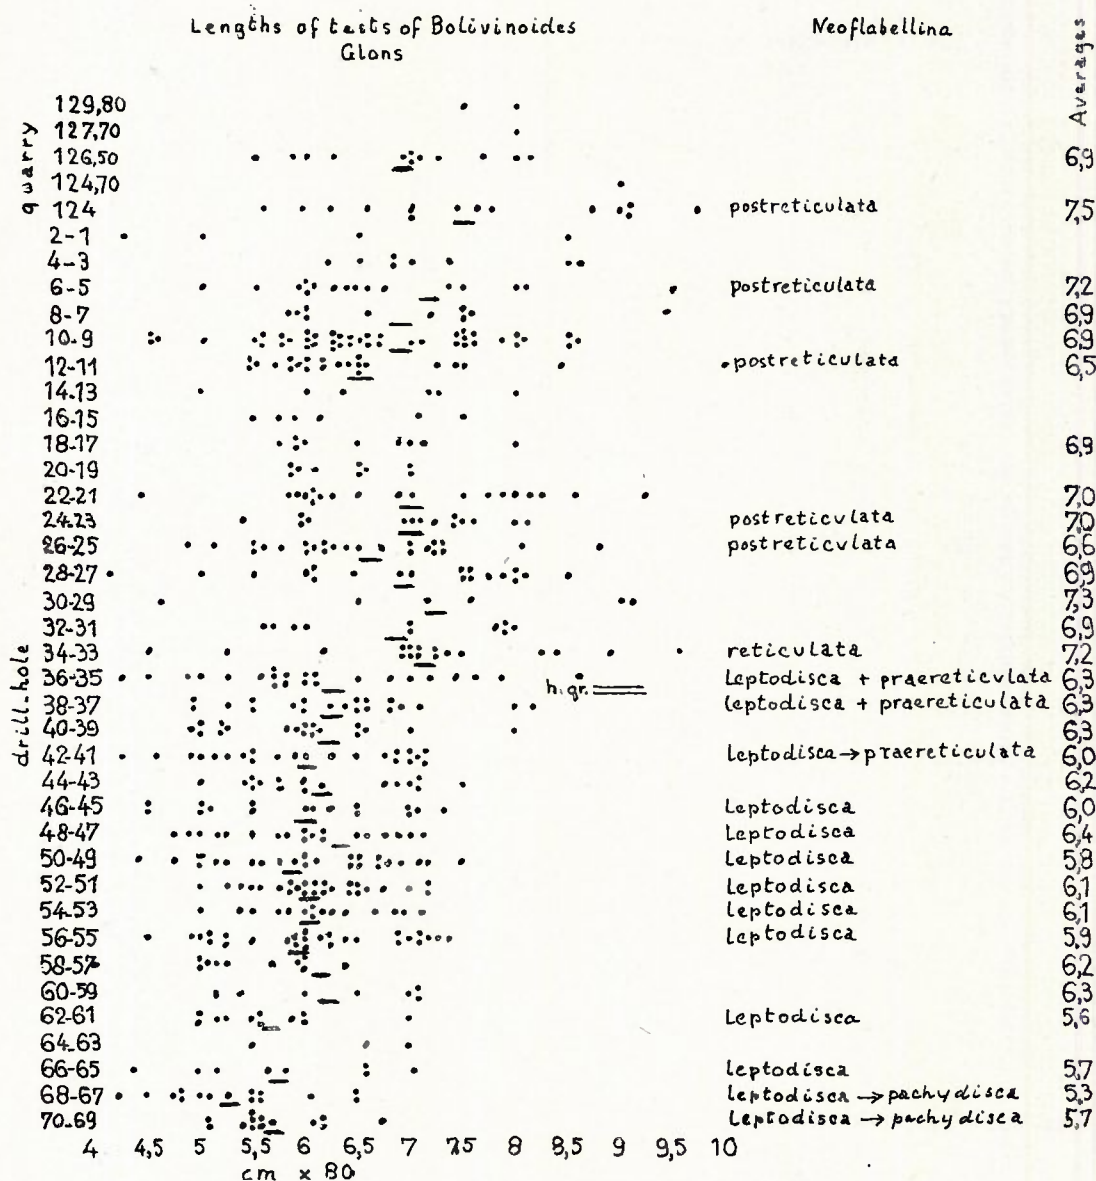 Lengths of tests of Bolivinoides Neoflabellina
Glons
Averages
quarry
129,80
127,70
126,50 6,9
124,70
124 postreticulata 7,5
2-1
4-3
6-5 postreticulata 7,2
8-7 6,9
10-9 6,9
12-11 postreticulata 6,5
14-13
16-15
18-17 6,9
20-19
22-21 7,0
24-23 postreticulata 7,0
26-25 postreticulata 6,6
28-27 6,9
30-29 7,3
32-31 6,9
drill-hole
34-33 reticulata 7,2
36-35 leptodisca + praereticulata 6,3
h.gr.
38-37 leptodisca + praereticulata 6,3
40-39 6,3
42-41 leptodisca → praereticulata 6,0
44-43 6,2
46-45 leptodisca 6,0
48-47 leptodisca 6,4
50-49 leptodisca 5,8
52-51 leptodisca 6,1
54-53 leptodisca 6,1
56-55 leptodisca 5,9
58-57 6,2
60-59 6,3
62-61 leptodisca 5,6
64-63
66-65 leptodisca 5,7
68-67 leptodisca → pachydisca 5,3
70-69 leptodisca → pachydisca 5,7
4 4,5 5 5,5 6 6,5 7 7,5 8 8,5 9 9,5 10
cm x 80